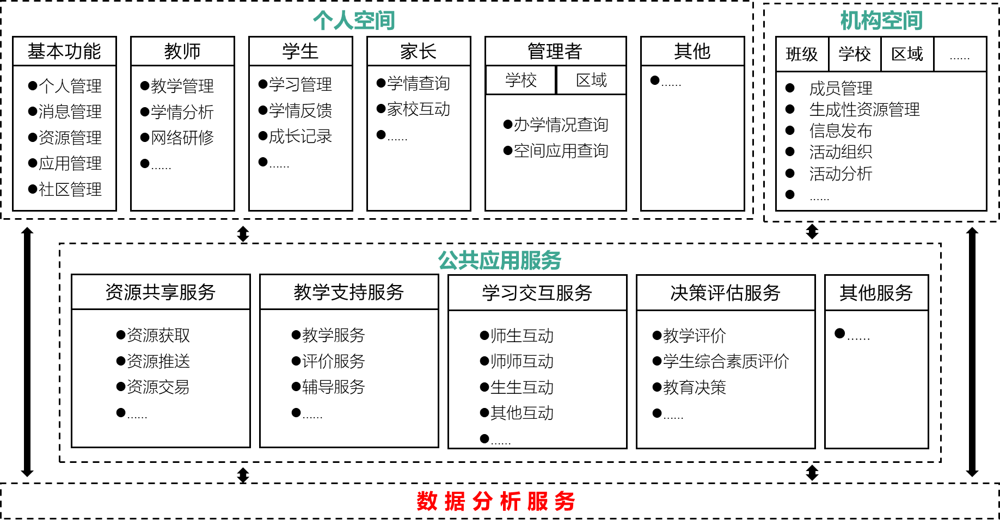 个人空间
基本功能
●个人管理
●消息管理
●资源管理
●应用管理
●社区管理
教师
●教学管理
●学情分析
●网络研修
●……
学生
●学习管理
●学情反馈
●成长记录
●……
家长
●学情查询
●家校互动
●……
管理者
学校 区域
●办学情况查询
●空间应用查询
其他
●……
机构空间
班级 学校 区域 ……
● 成员管理
● 生成性资源管理
● 信息发布
● 活动组织
● 活动分析
● ……
公共应用服务
资源共享服务
●资源获取
●资源推送
●资源交易
●……
教学支持服务
●教学服务
●评价服务
●辅导服务
●……
学习交互服务
●师生互动
●师师互动
●生生互动
●其他互动
●……
决策评估服务
●教学评价
●学生综合素质评价
●教育决策
●……
其他服务
●……
数据分析服务